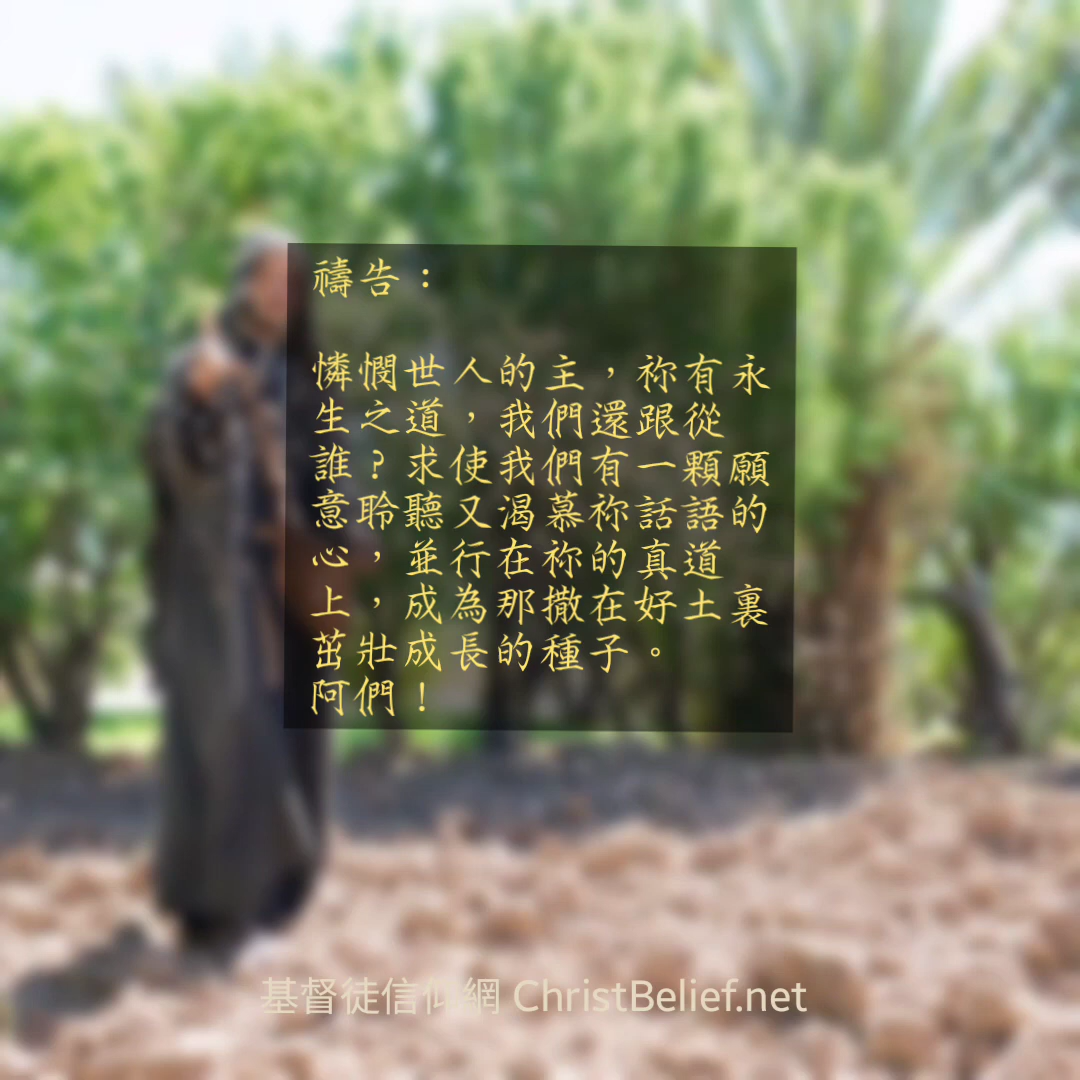 禱告：
憐憫世人的主，祢有永
生之道，我們還跟從
誰？求使我們有一顆願
意聆聽又渴慕祢話語的
心，並行在祢的真道
上，成為那撒在好土裏
茁壯成長的種子。
阿們！
基督徒信仰網 ChristBelief.net